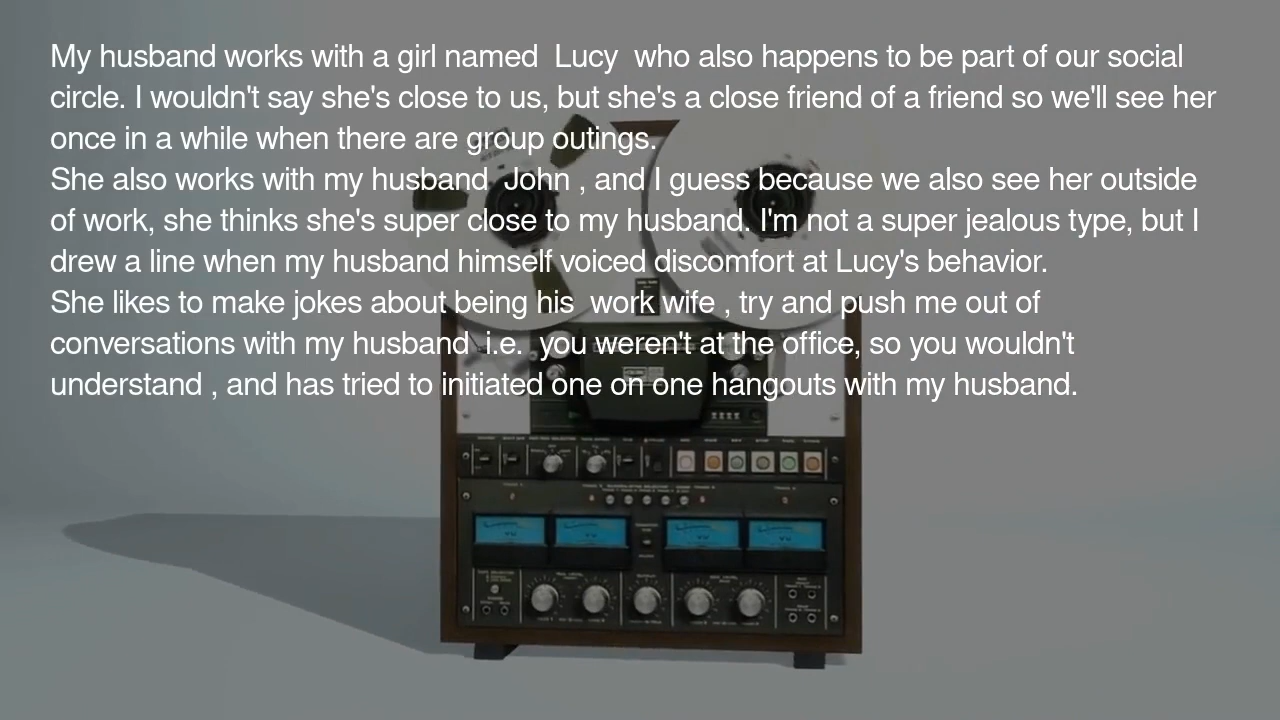 My husband works with a girl named  Lucy  who also happens to be part of our social
circle. I wouldn't say she's close to us, but she's a close friend of a friend so we'll see her
once in a while when there are group outings.
She also works with my husband  John , and I guess because we also see her outside
of work, she thinks she's super close to my husband. I'm not a super jealous type, but I
drew a line when my husband himself voiced discomfort at Lucy's behavior.
She likes to make jokes about being his  work wife , try and push me out of
conversations with my husband  i.e.  you weren't at the office, so you wouldn't
understand , and has tried to initiated one on one hangouts with my husband.